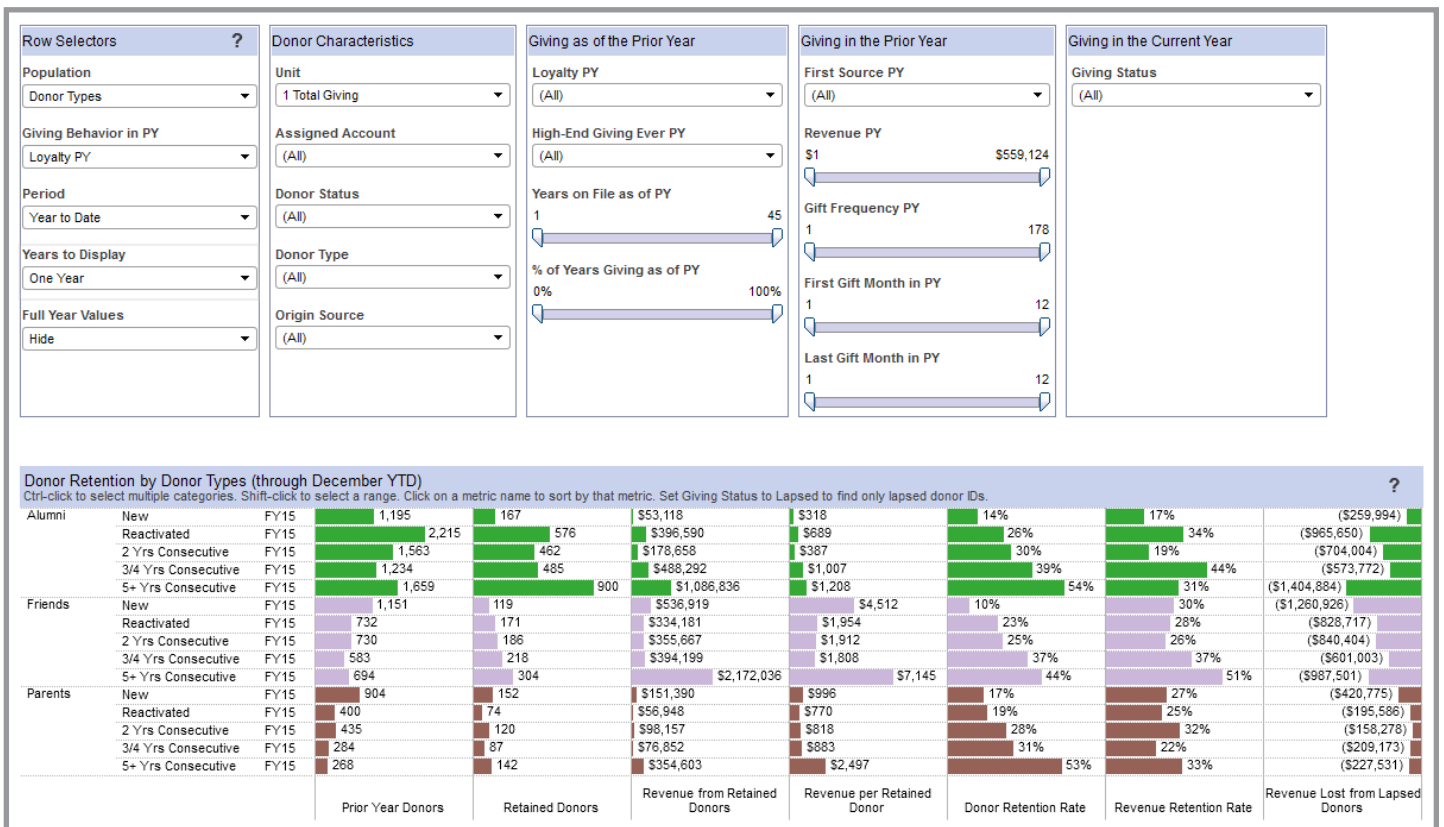 Row Selectors ?
Population
Donor Types
Giving Behavior in PY
Loyalty PY
Period
Year to Date
Years to Display
One Year
Full Year Values
Hide
Donor Characteristics
Unit
1 Total Giving
Assigned Account
(All)
Donor Status
(All)
Donor Type
(All)
Origin Source
(All)
Giving as of the Prior Year
Loyalty PY
(All)
High-End Giving Ever PY
(All)
Years on File as of PY
1 45
% of Years Giving as of PY
0% 100%
Giving in the Prior Year
First Source PY
(All)
Revenue PY
$1 $559,124
Gift Frequency PY
1 178
First Gift Month in PY
1 12
Last Gift Month in PY
1 12
Giving in the Current Year
Giving Status
(All)
Donor Retention by Donor Types (through December YTD) ?
Ctrl-click to select multiple categories. Shift-click to select a range. Click on a metric name to sort by that metric. Set Giving Status to Lapsed to find only lapsed donor IDs.
Alumni New FY15 1,195 167 $53,118 $318 14% 17% ($259,994)
Reactivated FY15 2,215 576 $396,590 $689 26% 34% ($965,650)
2 Yrs Consecutive FY15 1,563 462 $178,658 $387 30% 19% ($704,004)
3/4 Yrs Consecutive FY15 1,234 485 $488,292 $1,007 39% 44% ($573,772)
5+ Yrs Consecutive FY15 1,659 900 $1,086,836 $1,208 54% 31% ($1,404,884)
Friends New FY15 1,151 119 $536,919 $4,512 10% 30% ($1,260,926)
Reactivated FY15 732 171 $334,181 $1,954 23% 28% ($828,717)
2 Yrs Consecutive FY15 730 186 $355,667 $1,912 25% 26% ($840,404)
3/4 Yrs Consecutive FY15 583 218 $394,199 $1,808 37% 37% ($601,003)
5+ Yrs Consecutive FY15 694 304 $2,172,036 $7,145 44% 51% ($987,501)
Parents New FY15 904 152 $151,390 $996 17% 27% ($420,775)
Reactivated FY15 400 74 $56,948 $770 19% 25% ($195,586)
2 Yrs Consecutive FY15 435 120 $98,157 $818 28% 32% ($158,278)
3/4 Yrs Consecutive FY15 284 87 $76,852 $883 31% 22% ($209,173)
5+ Yrs Consecutive FY15 268 142 $354,603 $2,497 53% 33% ($227,531)
Prior Year Donors
Retained Donors
Revenue from Retained
Donors
Revenue per Retained
Donor
Donor Retention Rate
Revenue Retention Rate
Revenue Lost from Lapsed
Donors